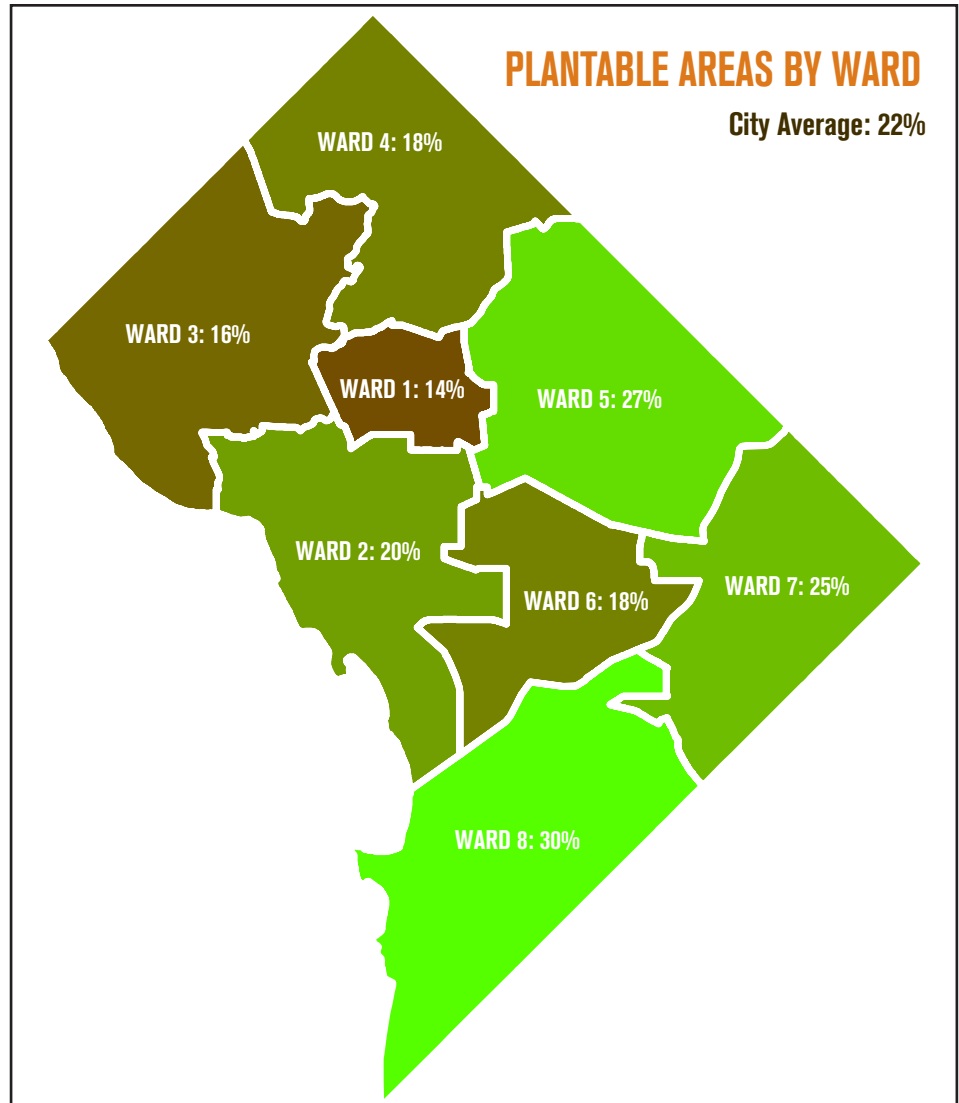 PLANTABLE AREAS BY WARD
City Average: 22%
WARD 4: 18%
WARD 3: 16%
WARD 1: 14%
WARD 5: 27%
WARD 2: 20%
WARD 7: 25%
WARD 6: 18%
WARD 8: 30%